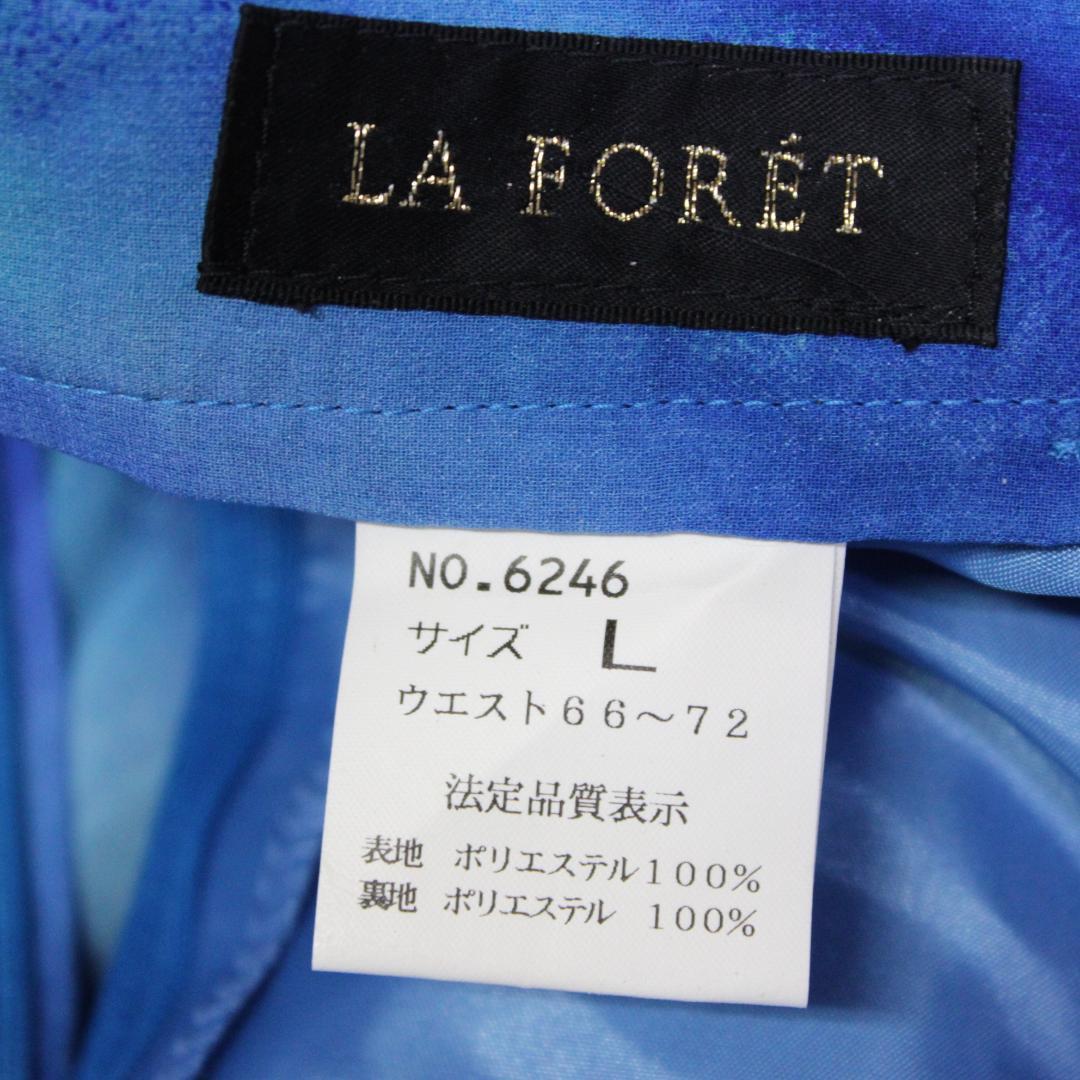 LA FORÉT
NO.6246
サイズ L
ウエスト66～72
法定品質表示
表地 ポリエステル100%
裏地 ポリエステル 100%